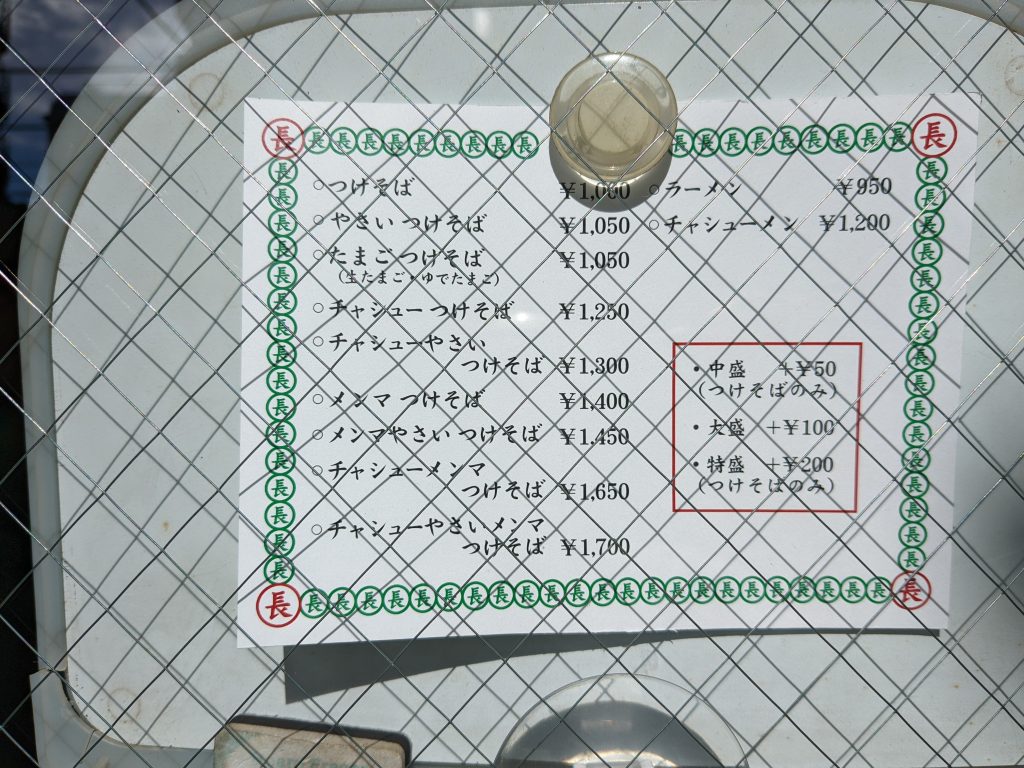 ○つけそば ¥1,000
○やさい つけそば ¥1,050
○たまご つけそば ¥1,050
(生たまご・ゆでたまご)
○チャシュー つけそば ¥1,250
○チャシューやさい
つけそば ¥1,300
○メンマ つけそば ¥1,400
○メンマやさい つけそば ¥1,450
○チャシューメンマ
つけそば ¥1,650
○チャシューやさいメンマ
つけそば ¥1,700
○ラーメン ¥950
○チャシューメン ¥1,200
・中盛 +¥50
(つけそばのみ)
・大盛 +¥100
・特盛 +¥200
(つけそばのみ)
長
長
長
長